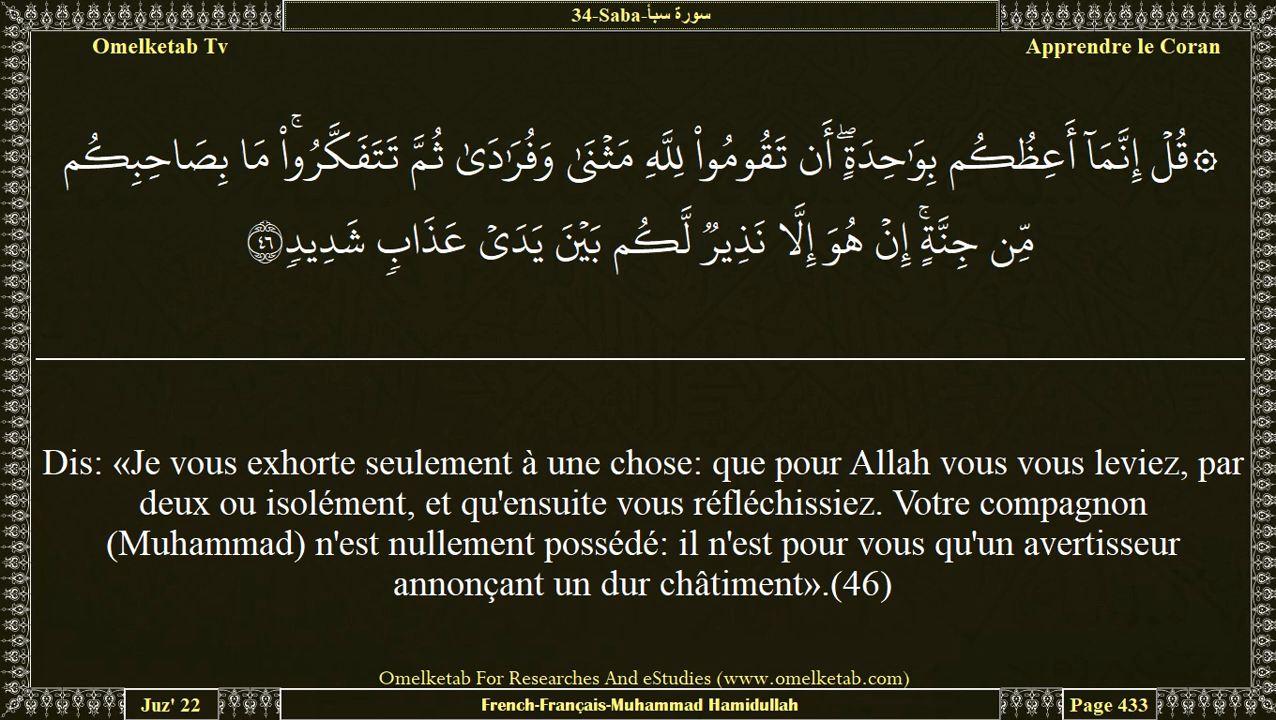 34-Saba-سورة سبأ
Omelketab Tv
Apprendre le Coran
۞ قُلْ إِنَّمَآ أَعِظُكُم بِوَٰحِدَةٍ ۖ أَن تَقُومُوا۟ لِلَّهِ مَثْنَىٰ وَفُرَٰدَىٰ ثُمَّ تَتَفَكَّرُوا۟ ۚ مَا بِصَاحِبِكُم
مِّن جِنَّةٍ ۚ إِنْ هُوَ إِلَّا نَذِيرٌ لَّكُم بَيْنَ يَدَىْ عَذَابٍ شَدِيدٍ ٤٦
Dis: «Je vous exhorte seulement à une chose: que pour Allah vous vous leviez, par
deux ou isolément, et qu'ensuite vous réfléchissiez. Votre compagnon
(Muhammad) n'est nullement possédé: il n'est pour vous qu'un avertisseur
annonçant un dur châtiment».(46)
Omelketab For Researches And eStudies (www.omelketab.com)
Juz' 22
French-Français-Muhammad Hamidullah
Page 433